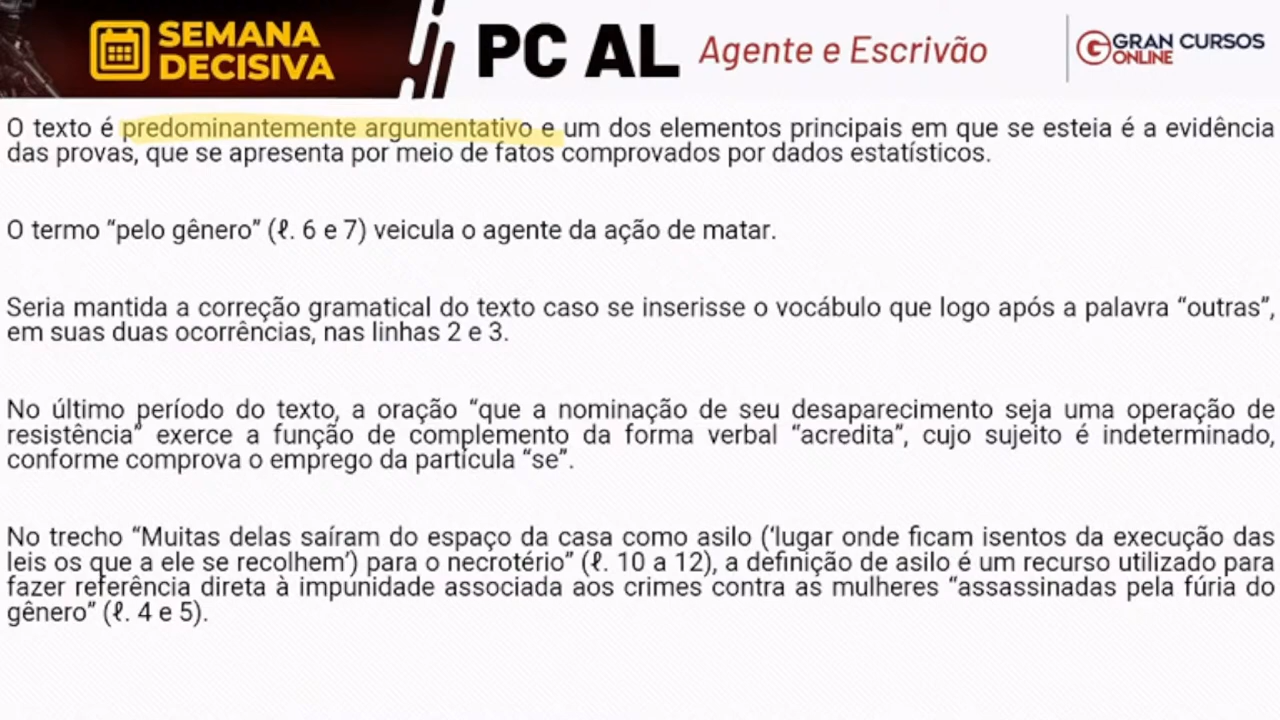 SEMANA
DECISIVA
PC AL
Agente e Escrivão
GRAN CURSOS
ONLINE
O texto é predominantemente argumentativo e um dos elementos principais em que se esteia é a evidência
das provas, que se apresenta por meio de fatos comprovados por dados estatísticos.
O termo “pelo gênero” (ℓ. 6 e 7) veicula o agente da ação de matar.
Seria mantida a correção gramatical do texto caso se inserisse o vocábulo que logo após a palavra “outras”,
em suas duas ocorrências, nas linhas 2 e 3.
No último período do texto, a oração “que a nominação de seu desaparecimento seja uma operação de
resistência” exerce a função de complemento da forma verbal “acredita”, cujo sujeito é indeterminado,
conforme comprova o emprego da partícula “se”.
No trecho “Muitas delas saíram do espaço da casa como asilo (‘lugar onde ficam isentos da execução das
leis os que a ele se recolhem’) para o necrotério” (ℓ. 10 a 12), a definição de asilo é um recurso utilizado para
fazer referência direta à impunidade associada aos crimes contra as mulheres “assassinadas pela fúria do
gênero” (ℓ. 4 e 5).